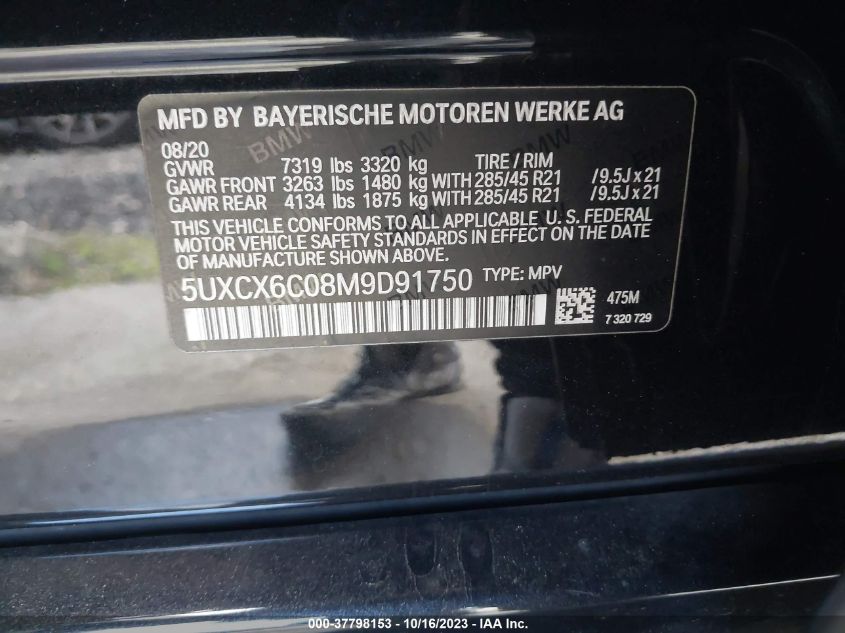 MFD BY BAYERISCHE MOTOREN WERKE AG
08/20
GVWR 7319 lbs 3320 kg TIRE / RIM
GAWR FRONT 3263 lbs 1480 kg WITH 285/45 R21 /9.5J x 21
GAWR REAR 4134 lbs 1875 kg WITH 285/45 R21 /9.5J x 21
THIS VEHICLE CONFORMS TO ALL APPLICABLE U. S. FEDERAL
MOTOR VEHICLE SAFETY STANDARDS IN EFFECT ON THE DATE
OF MANUFACTURE SHOWN ABOVE.
5UXCX6C08M9D91750 TYPE: MPV
475M
7 320 729
000-37798153 - 10/16/2023 - IAAI.com